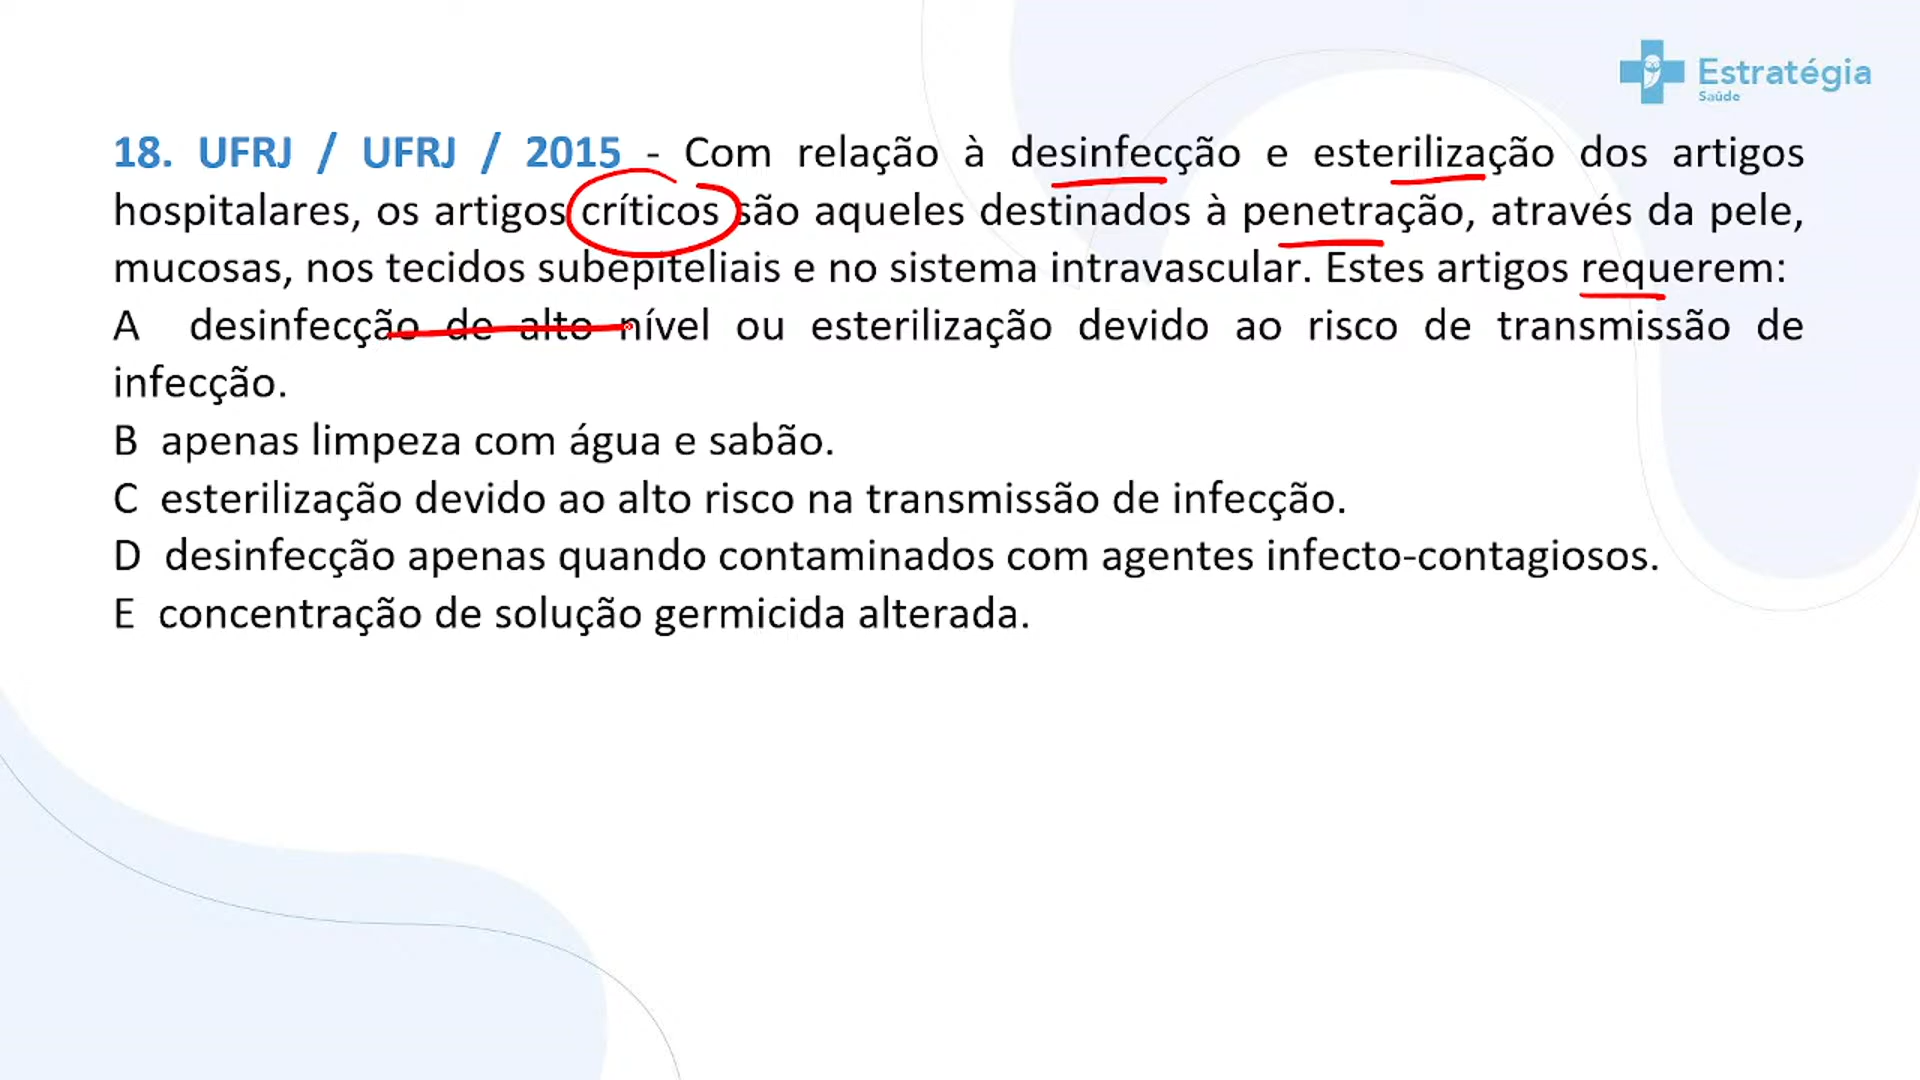 Estratégia
Saúde
18. UFRJ / UFRJ / 2015 - Com relação à desinfecção e esterilização dos artigos
hospitalares, os artigos críticos são aqueles destinados à penetração, através da pele,
mucosas, nos tecidos subepiteliais e no sistema intravascular. Estes artigos requerem:
A desinfecção de alto nível ou esterilização devido ao risco de transmissão de
infecção.
B apenas limpeza com água e sabão.
C esterilização devido ao alto risco na transmissão de infecção.
D desinfecção apenas quando contaminados com agentes infecto-contagiosos.
E concentração de solução germicida alterada.